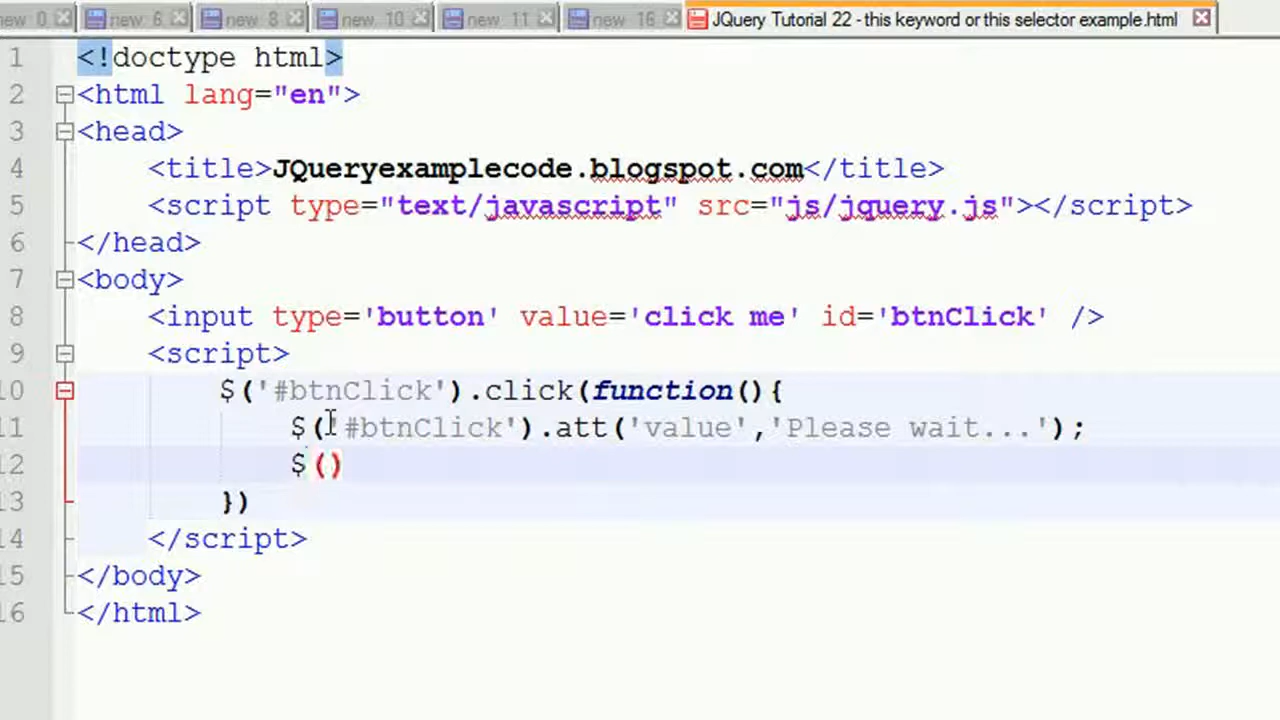 new 0 new 6 new 8 new 10 new 11 new 16 JQuery Tutorial 22 - this keyword or this selector example.html
1 <!doctype html>
2 <html lang="en">
3 <head>
4 <title>JQueryexamplecode.blogspot.com</title>
5 <script type="text/javascript" src="js/jquery.js"></script>
6 </head>
7 <body>
8 <input type='button' value='click me' id='btnClick' />
9 <script>
10 $('#btnClick').click(function(){
11 $('#btnClick').att('value','Please wait...');
12 $()
13 })
14 </script>
15 </body>
16 </html>